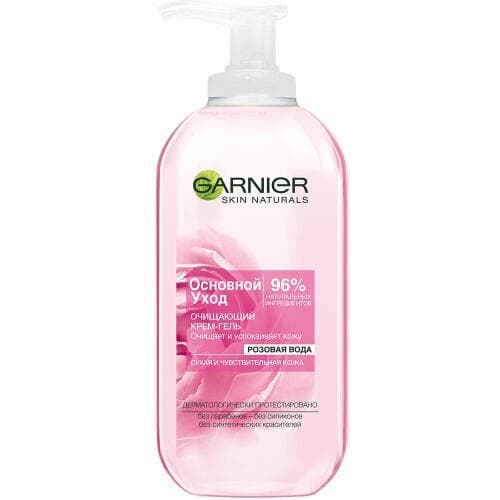 GARNIER
SKIN NATURALS
Основной
Уход
96%
НАТУРАЛЬНЫХ
ИНГРЕДИЕНТОВ
ОЧИЩАЮЩИЙ
КРЕМ-ГЕЛЬ
Очищает и успокаивает кожу
РОЗОВАЯ ВОДА
СУХАЯ И ЧУВСТВИТЕЛЬНАЯ КОЖА
ДЕРМАТОЛОГИЧЕСКИ ПРОТЕСТИРОВАНО
без парабенов – без силиконов
без синтетических красителей